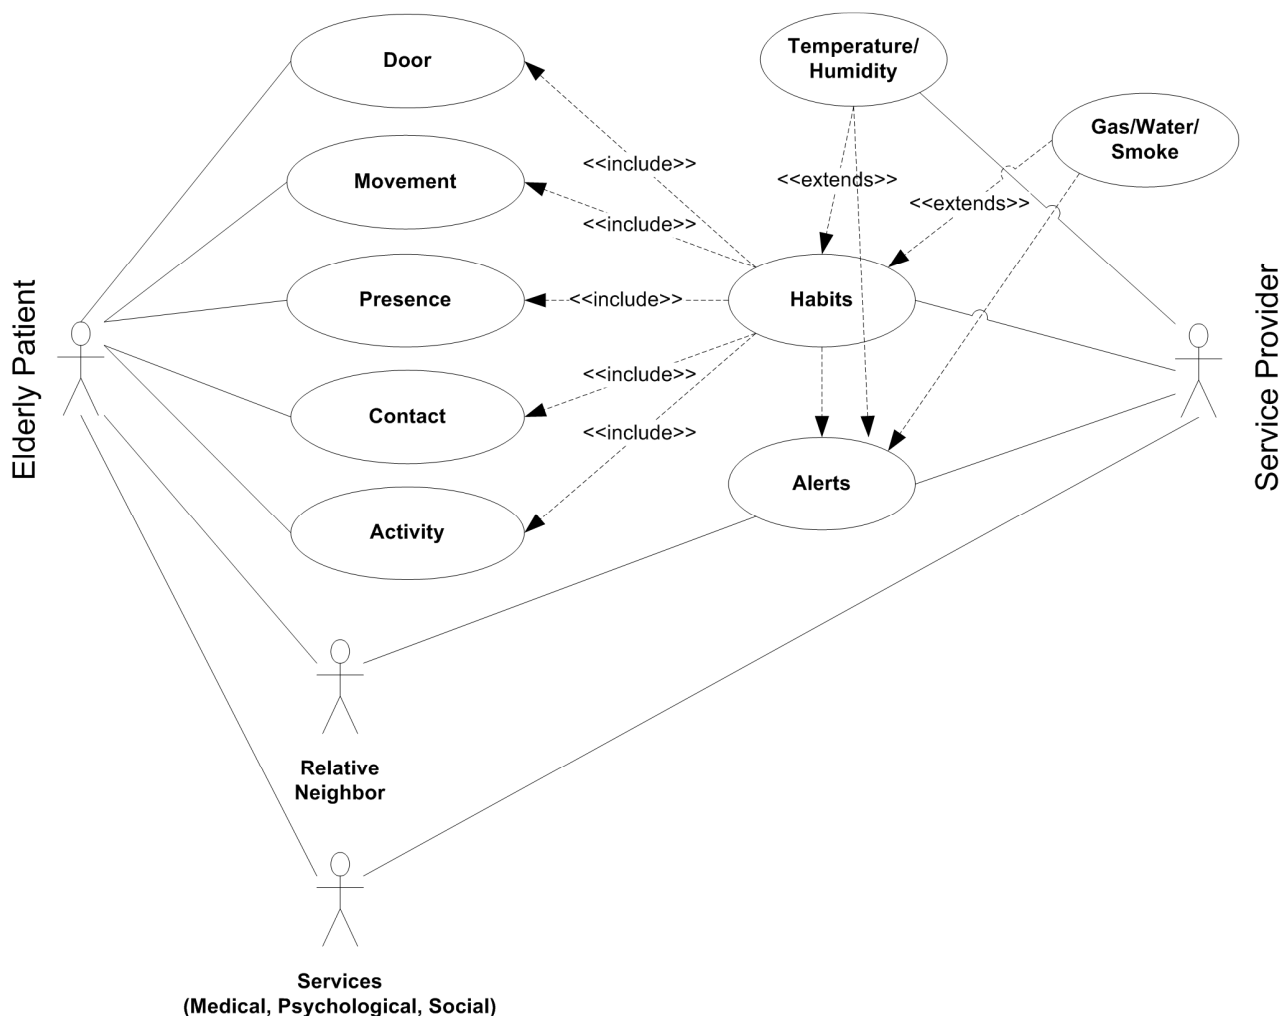 Door
Temperature/
Humidity
Gas/Water/
Smoke
<<include>>
Movement
<<extends>>
<<extends>>
<<include>>
Elderly Patient
Presence
<<include>>
Habits
Service Provider
<<include>>
Contact
<<include>>
Alerts
Activity
Relative
Neighbor
Services
(Medical, Psychological, Social)